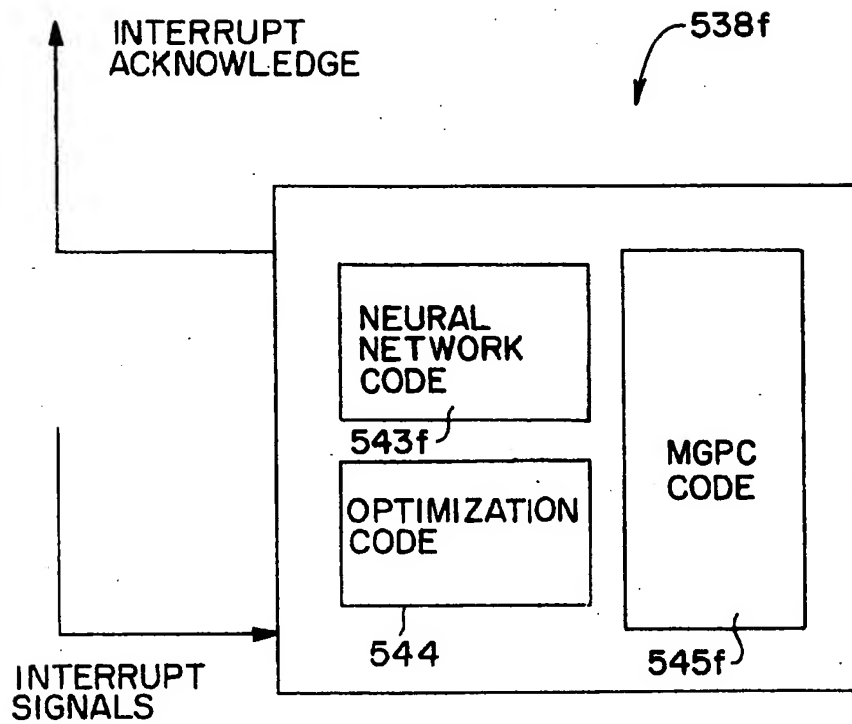 INTERRUPT
ACKNOWLEDGE
538f
NEURAL
NETWORK
CODE
543f
OPTIMIZATION
CODE
544
MGPC
CODE
545f
INTERRUPT
SIGNALS